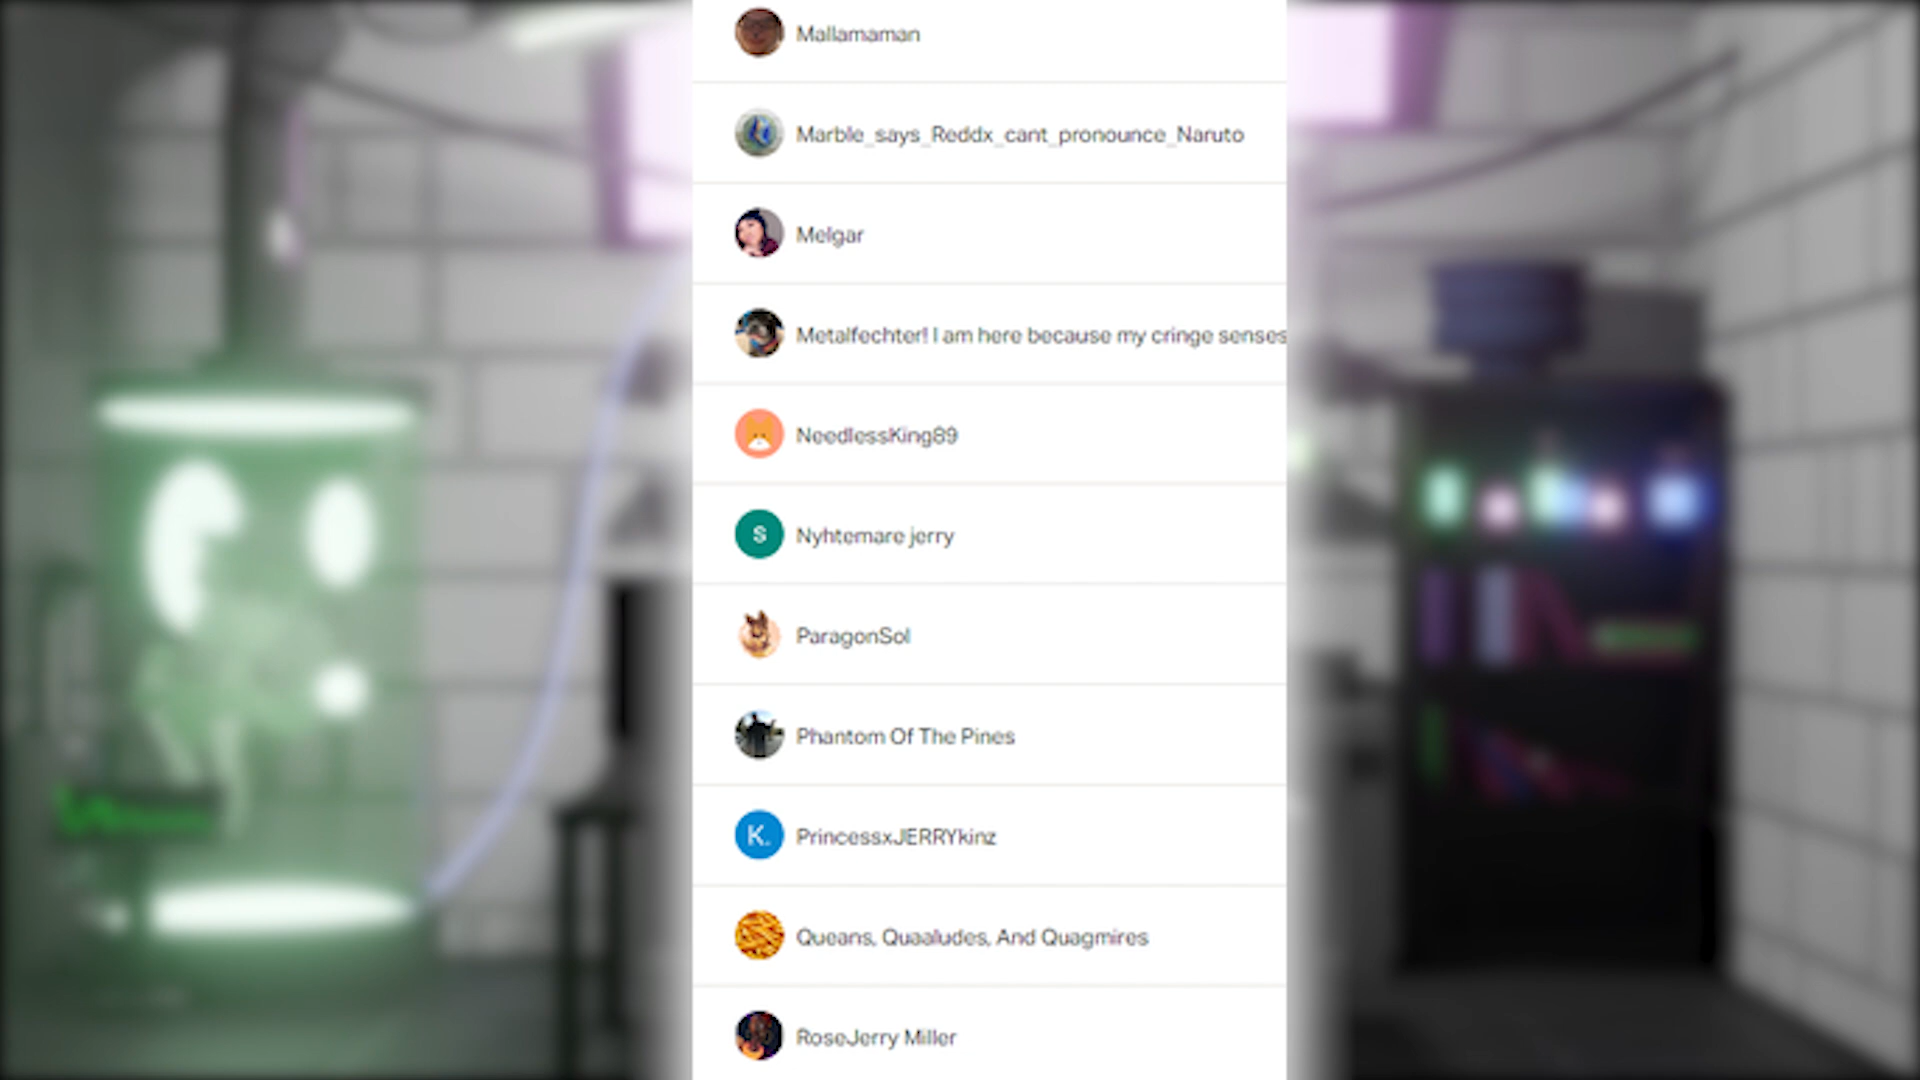 Mallamaman
Marble_says_Reddx_cant_pronounce_Naruto
Melgar
Metalfechter! I am here because my cringe senses
NeedlessKing89
S
Nyhtemare jerry
ParagonSol
Phantom Of The Pines
K.
PrincessxJERRYkinz
Queans, Quaaludes, And Quagmires
RoseJerry Miller